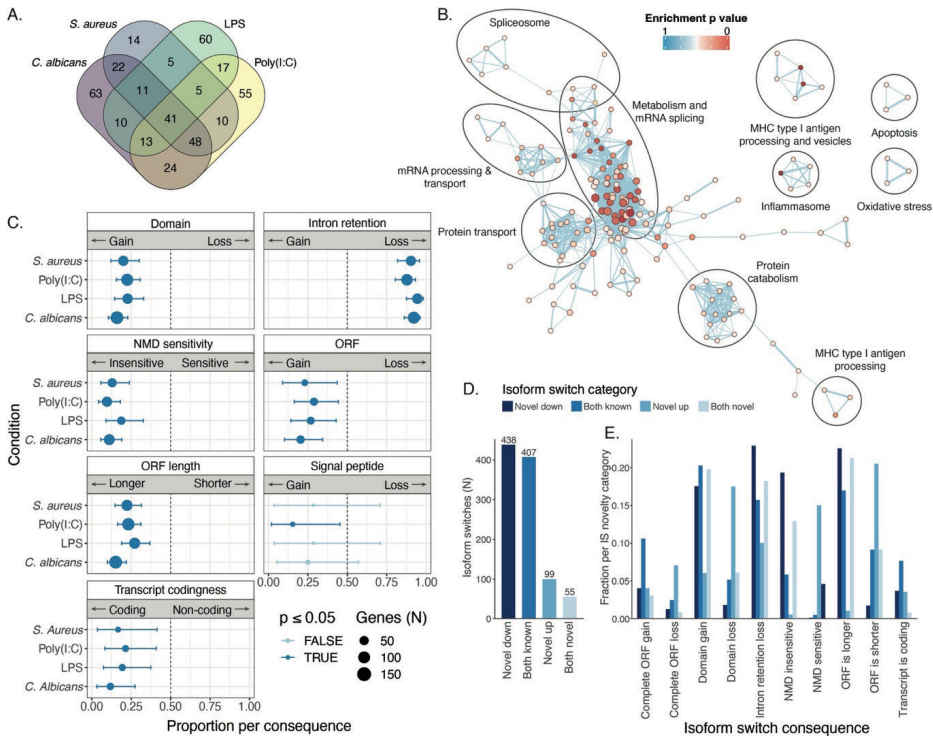 A.
S. aureus
LPS
C. albicans
Poly(I:C)
14
60
22
5
17
63
11
5
55
10
41
10
13
48
24
B.
Enrichment p value
1
0
Spliceosome
Metabolism and
mRNA splicing
mRNA processing &
transport
Protein transport
MHC type I antigen
processing and vesicles
Apoptosis
Inflammasome
Oxidative stress
Protein
catabolism
MHC type I antigen
processing
C.
Condition
Domain
← Gain Loss →
S. aureus
Poly(I:C)
LPS
C. albicans
Intron retention
← Gain Loss →
NMD sensitivity
← Insensitive Sensitive →
S. aureus
Poly(I:C)
LPS
C. albicans
ORF
← Gain Loss →
ORF length
← Longer Shorter →
S. aureus
Poly(I:C)
LPS
C. albicans
Signal peptide
← Gain Loss →
0.00 0.25 0.50 0.75 1.00
Transcript codingness
← Coding Non-coding →
S. Aureus
Poly(I:C)
LPS
C. Albicans
0.00 0.25 0.50 0.75 1.00
Proportion per consequence
p ≤ 0.05
FALSE
TRUE
Genes (N)
50
100
150
D.
Isoform switch category
Novel down Both known Novel up Both novel
Isoform switches (N)
400
300
200
100
0
438
407
99
55
Novel down
Both known
Novel up
Both novel
E.
Fraction per IS novelty category
0.20
0.15
0.10
0.05
0.00
Complete ORF gain
Complete ORF loss
Domain gain
Domain loss
Intron retention loss
NMD insensitive
NMD sensitive
ORF is longer
ORF is shorter
Transcript is coding
Isoform switch consequence